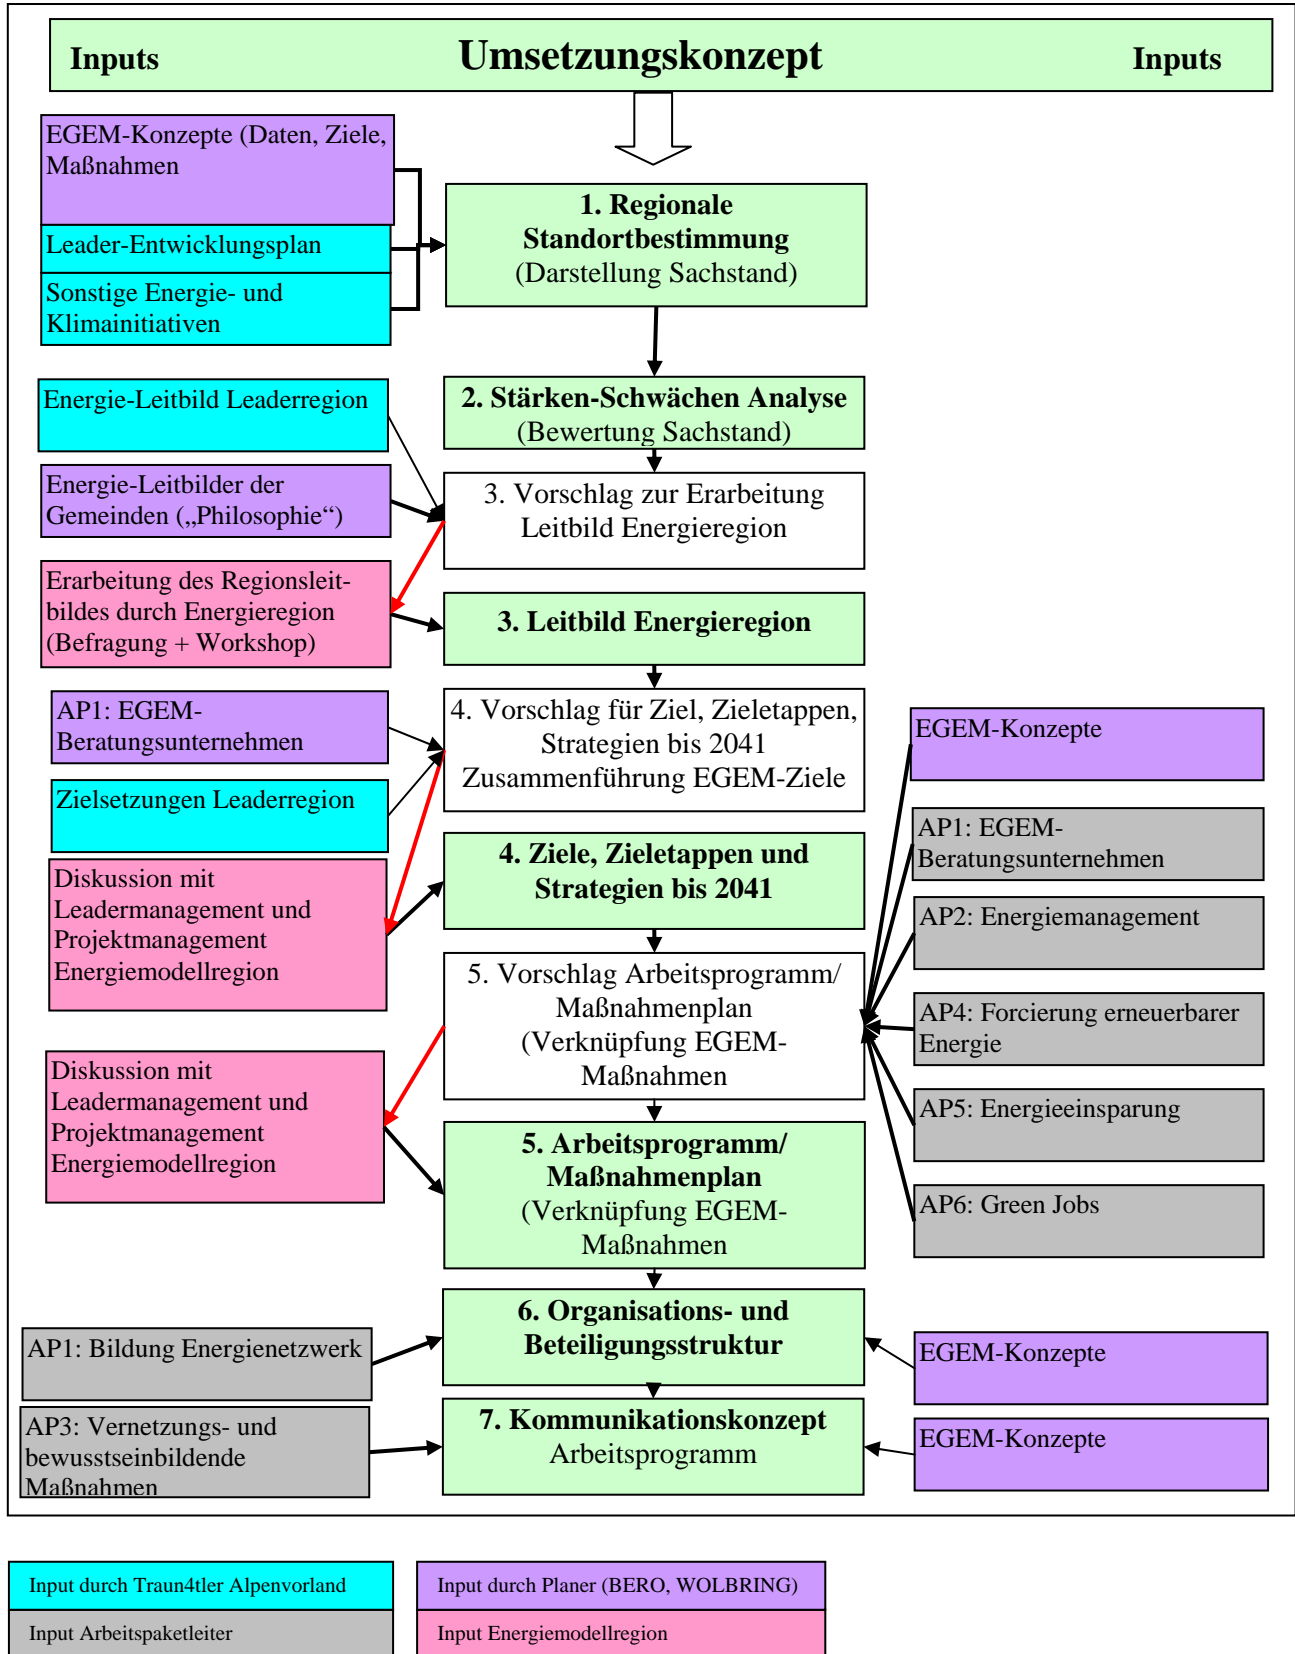 Inputs Umsetzungskonzept Inputs
EGEM-Konzepte (Daten, Ziele,
Maßnahmen
Leader-Entwicklungsplan
Sonstige Energie- und
Klimainitiativen
1. Regionale
Standortbestimmung
(Darstellung Sachstand)
Energie-Leitbild Leaderregion
2. Stärken-Schwächen Analyse
(Bewertung Sachstand)
Energie-Leitbilder der
Gemeinden („Philosophie“)
3. Vorschlag zur Erarbeitung
Leitbild Energieregion
Erarbeitung des Regionsleit-
bildes durch Energieregion
(Befragung + Workshop)
3. Leitbild Energieregion
AP1: EGEM-
Beratungsunternehmen
4. Vorschlag für Ziel, Zieletappen,
Strategien bis 2041
Zusammenführung EGEM-Ziele
Zielsetzungen Leaderregion
Diskussion mit
Leadermanagement und
Projektmanagement
Energiemodellregion
4. Ziele, Zieletappen und
Strategien bis 2041
5. Vorschlag Arbeitsprogramm/
Maßnahmenplan
(Verknüpfung EGEM-
Maßnahmen
EGEM-Konzepte
AP1: EGEM-
Beratungsunternehmen
AP2: Energiemanagement
AP4: Forcierung erneuerbarer
Energie
AP5: Energieeinsparung
AP6: Green Jobs
Diskussion mit
Leadermanagement und
Projektmanagement
Energiemodellregion
5. Arbeitsprogramm/
Maßnahmenplan
(Verknüpfung EGEM-
Maßnahmen
AP1: Bildung Energienetzwerk
6. Organisations- und
Beteiligungsstruktur
EGEM-Konzepte
AP3: Vernetzungs- und
bewusstseinbildende
Maßnahmen
7. Kommunikationskonzept
Arbeitsprogramm
EGEM-Konzepte
Input durch Traun4tler Alpenvorland
Input durch Planer (BERO, WOLBRING)
Input Arbeitspaketleiter
Input Energiemodellregion